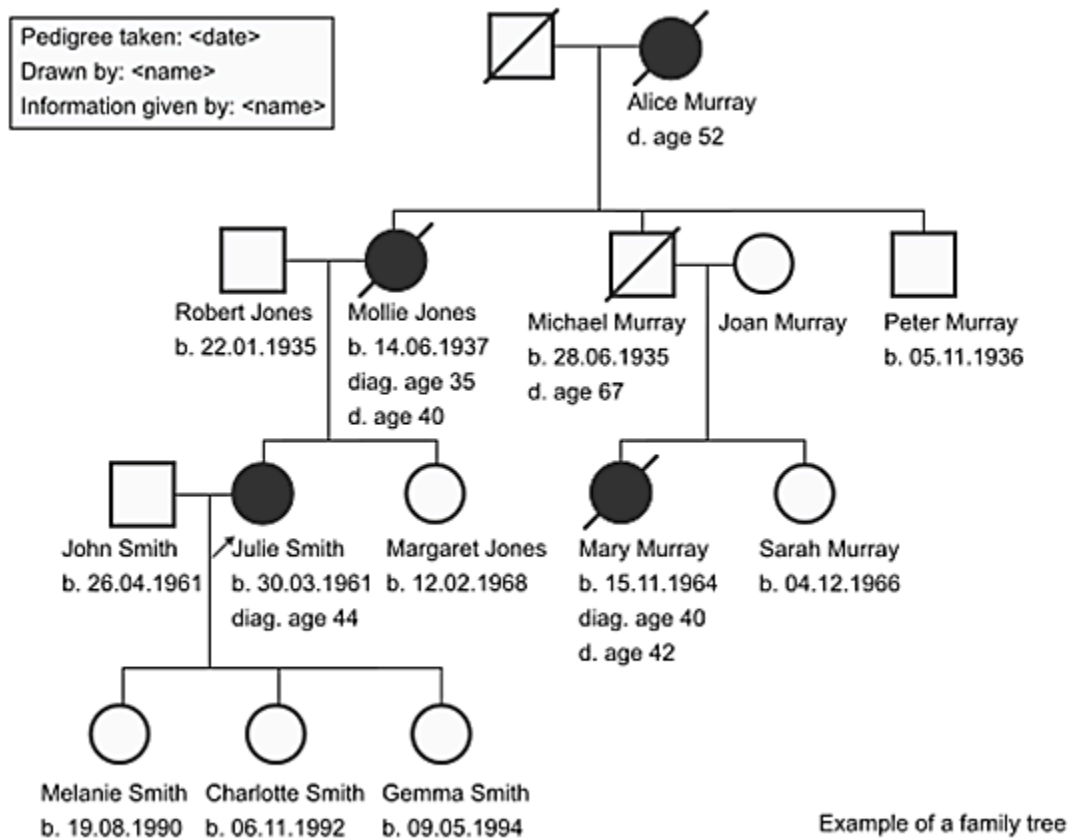 Pedigree taken: <date>
Drawn by: <name>
Information given by: <name>
Alice Murray
d. age 52
Robert Jones
b. 22.01.1935
Mollie Jones
b. 14.06.1937
diag. age 35
d. age 40
Michael Murray
b. 28.06.1935
d. age 67
Joan Murray
Peter Murray
b. 05.11.1936
John Smith
b. 26.04.1961
Julie Smith
b. 30.03.1961
diag. age 44
Margaret Jones
b. 12.02.1968
Mary Murray
b. 15.11.1964
diag. age 40
d. age 42
Sarah Murray
b. 04.12.1966
Melanie Smith
b. 19.08.1990
Charlotte Smith
b. 06.11.1992
Gemma Smith
b. 09.05.1994
Example of a family tree